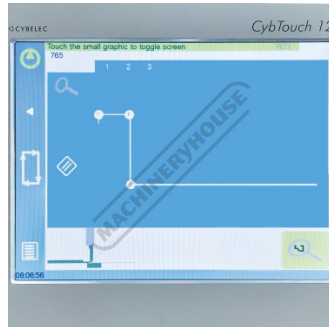 CYBELEC
CybTouch 12
Touch the small graphic to toggle screen
765
1 2 3
MACHINERYHOUSE
08:06:56